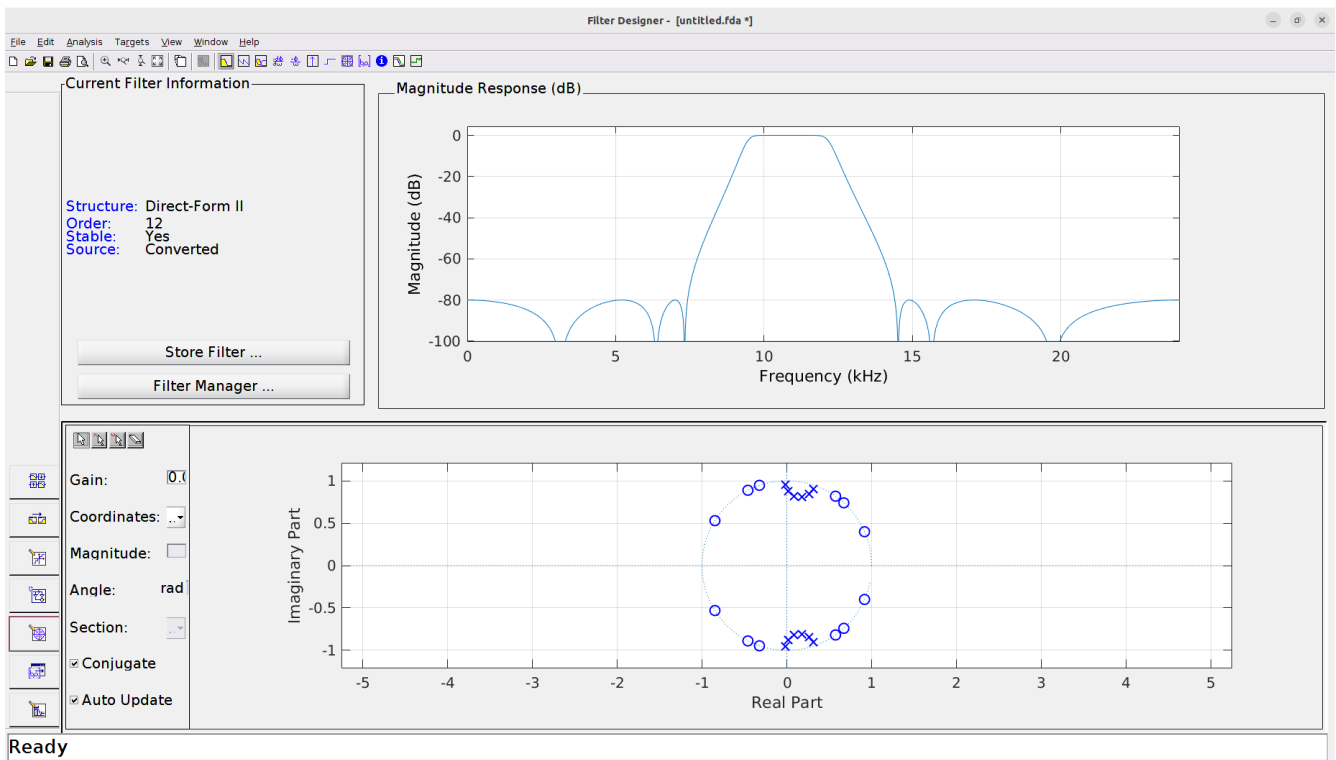 Filter Designer - [untitled.fda *]
File Edit Analysis Targets View Window Help
Current Filter Information
Structure: Direct-Form II
Order: 12
Stable: Yes
Source: Converted
Store Filter ...
Filter Manager ...
Magnitude Response (dB)
0
-20
-40
-60
-80
-100
Magnitude (dB)
0 5 10 15 20
Frequency (kHz)
Gain: 0.0
Coordinates: ..
Magnitude:
Angle: rad
Section: ..
Conjugate
Auto Update
1
0.5
0
-0.5
-1
Imaginary Part
-5 -4 -3 -2 -1 0 1 2 3 4 5
Real Part
Ready